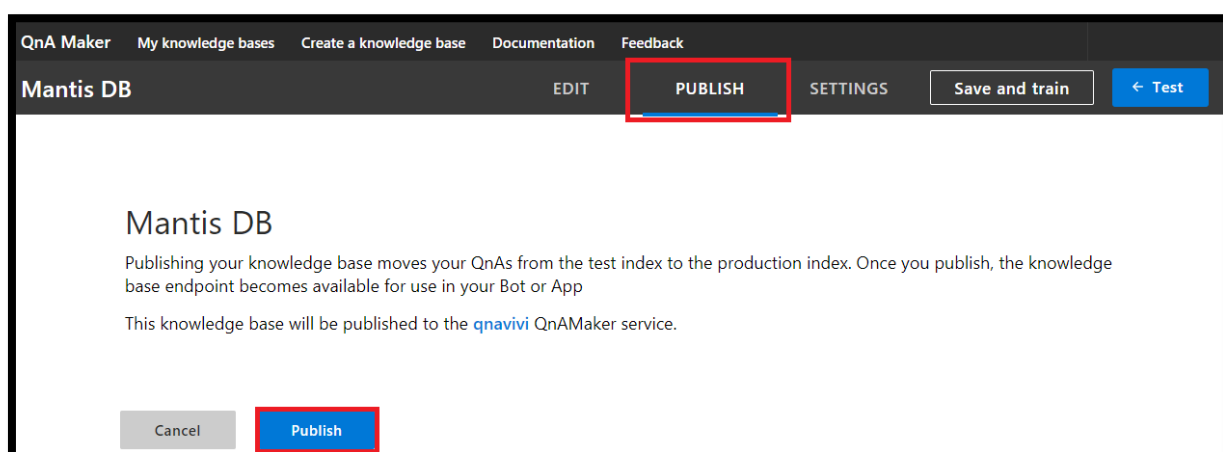 QnA Maker My knowledge bases Create a knowledge base Documentation Feedback
Mantis DB EDIT PUBLISH SETTINGS Save and train ← Test
Mantis DB
Publishing your knowledge base moves your QnAs from the test index to the production index. Once you publish, the knowledge
base endpoint becomes available for use in your Bot or App
This knowledge base will be published to the qnavivi QnAMaker service.
Cancel Publish